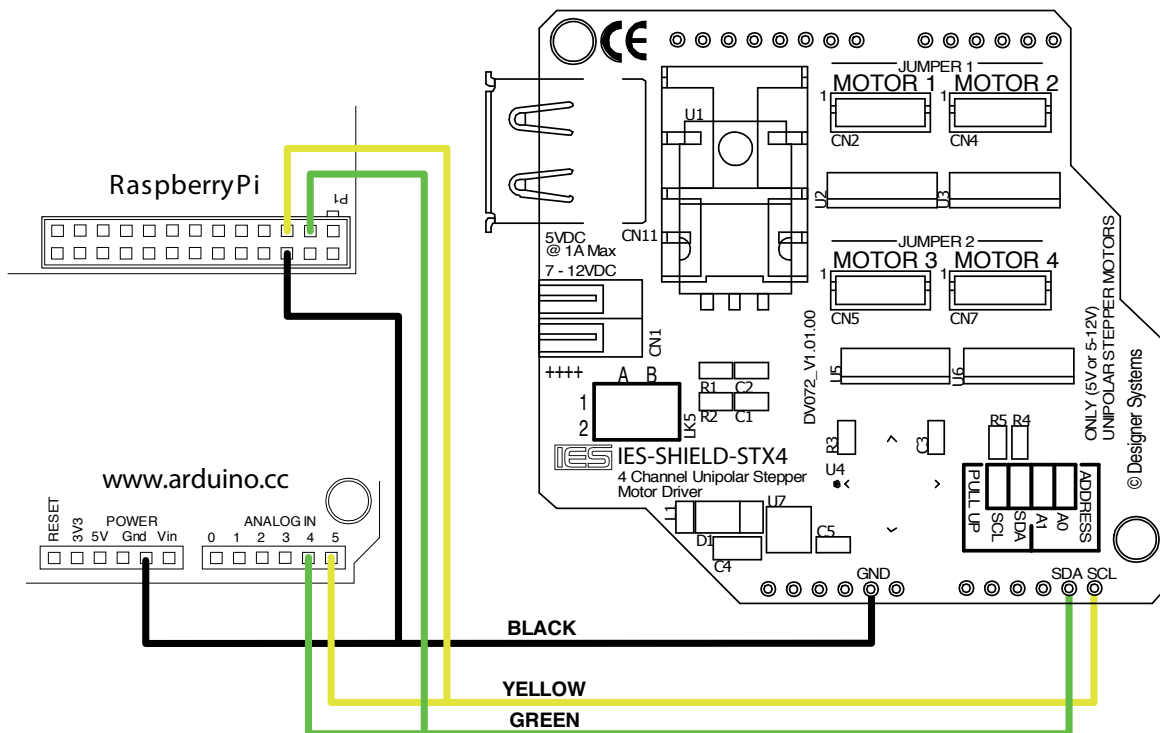 RaspberryPi
P1
www.arduino.cc
RESET
3V3
5V
POWER
Gnd
Vin
ANALOG IN
0 1 2 3 4 5
CE
JUMPER 1
MOTOR 1 MOTOR 2
1 1
CN2 CN4
U1
U2 U3
CN11
5VDC
@ 1A Max
7 - 12VDC
JUMPER 2
MOTOR 3 MOTOR 4
1 1
CN5 CN7
CN1
++++
A B
1
2
LK5
R1 C2
R2 C1
DV072_V1.01.00
U5 U6
ONLY (5V or 5-12V)
UNIPOLAR STEPPER MOTORS
© Designer Systems
R3
C3
R5 R4
U4
IES IES-SHIELD-STX4
4 Channel Unipolar Stepper
Motor Driver
L1
D1
C4
U7
C5
PULL UP
SCL
SDA
A1
A0
ADDRESS
GND
SDA SCL
BLACK
YELLOW
GREEN